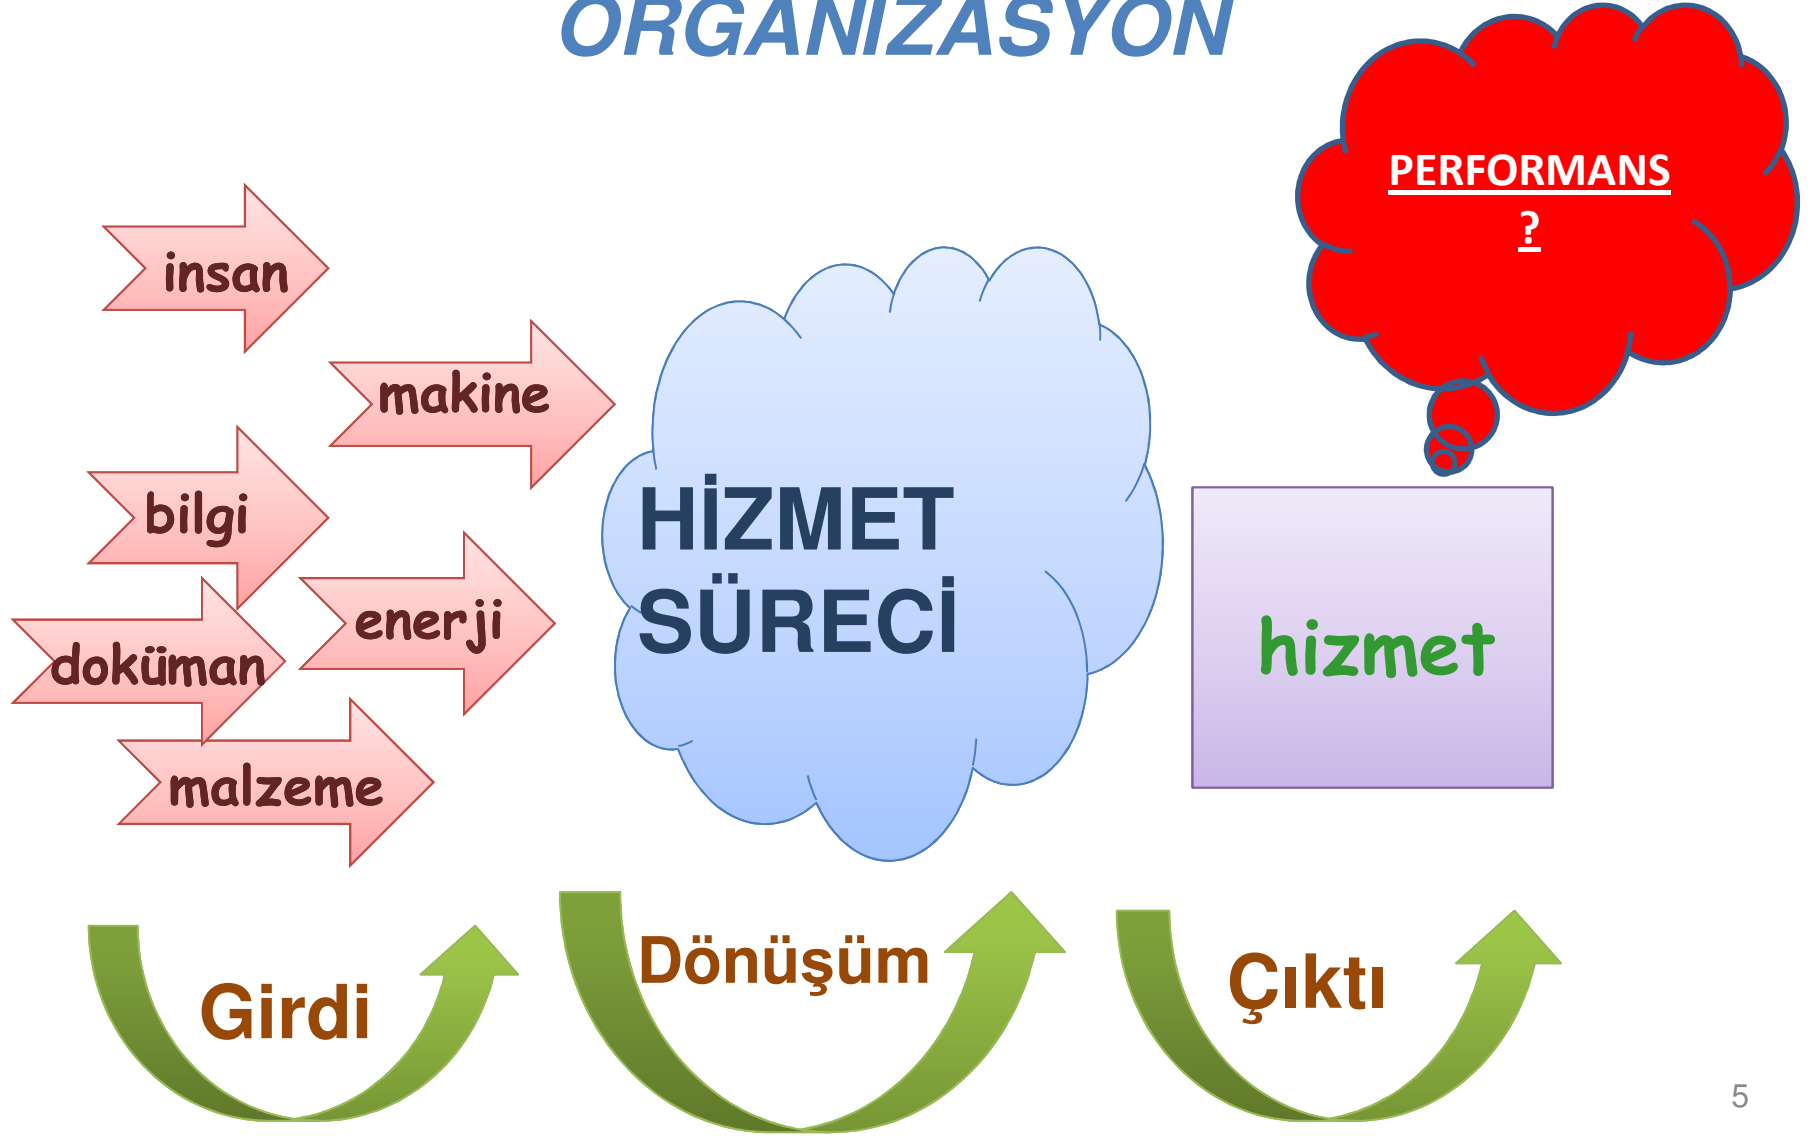 ORGANIZASYON
PERFORMANS
?
insan
makine
bilgi
enerji
doküman
malzeme
HİZMET
SÜRECİ
hizmet
Girdi
Dönüşüm
Çıktı
5